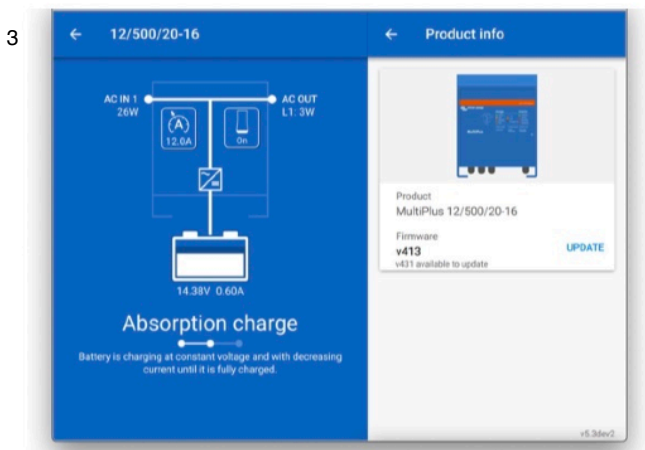 3
12/500/20-16
AC IN 1
26W
AC OUT
L1: 3W
12.0A
On
14.38V 0.60A
Absorption charge
Battery is charging at constant voltage and with decreasing
current until it is fully charged.
Product info
MultiPlus
Product
MultiPlus 12/500/20-16
Firmware
v413
v431 available to update
UPDATE
v5.3dev2